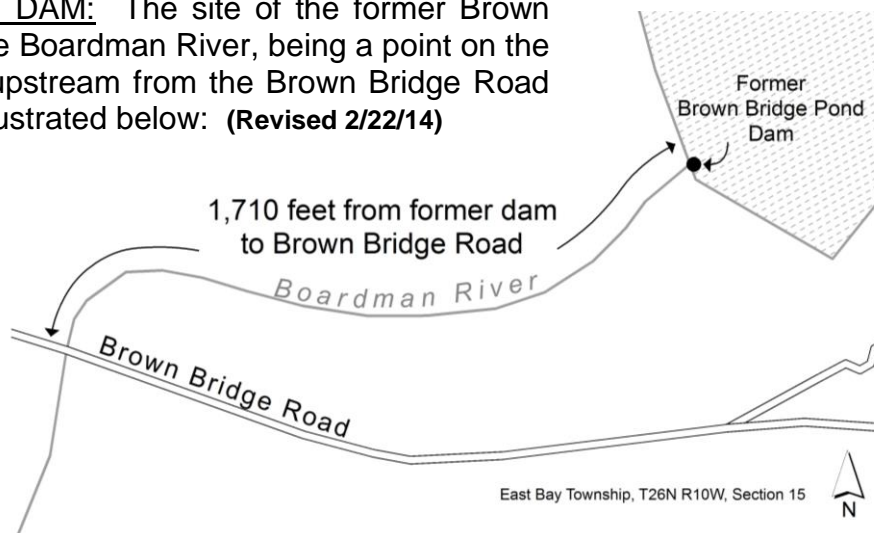 DAM: The site of the former Brown
Boardman River, being a point on the
upstream from the Brown Bridge Road
illustrated below: (Revised 2/22/14)
Former
Brown Bridge Pond
Dam
1,710 feet from former dam
to Brown Bridge Road
Boardman River
Brown Bridge Road
East Bay Township, T26N R10W, Section 15
N